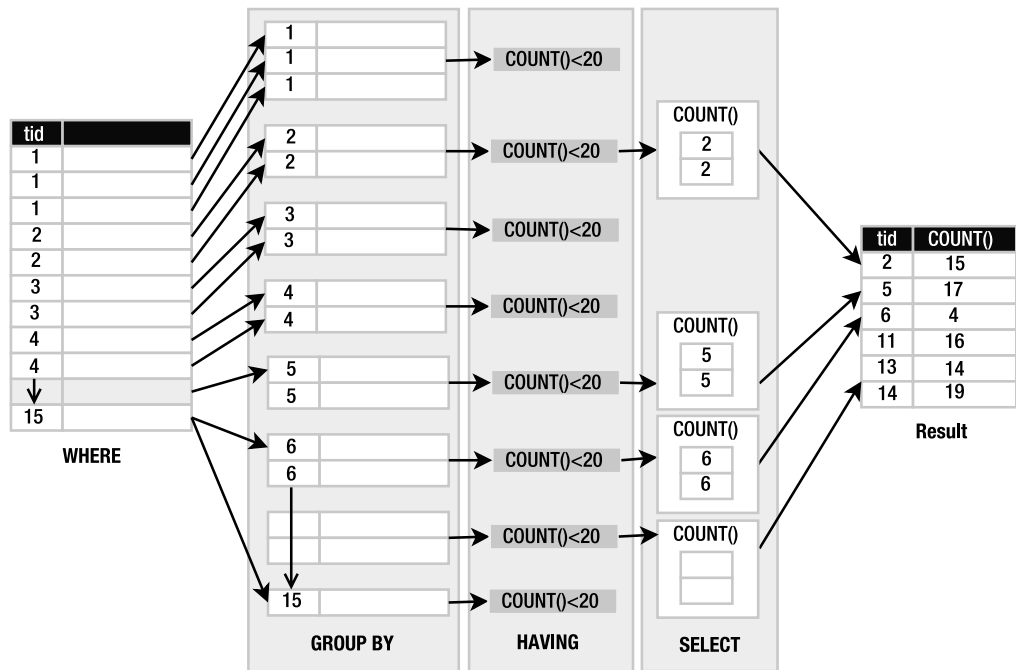 tid
1
1
1
2
2
3
3
4
4
15
WHERE
1
1
1
2
2
3
3
4
4
5
5
6
6
15
GROUP BY
COUNT()<20
COUNT()<20
COUNT()<20
COUNT()<20
COUNT()<20
COUNT()<20
COUNT()<20
COUNT()<20
HAVING
COUNT()
2
2
COUNT()
5
5
COUNT()
6
6
COUNT()
SELECT
tid COUNT()
2 15
5 17
6 4
11 16
13 14
14 19
Result